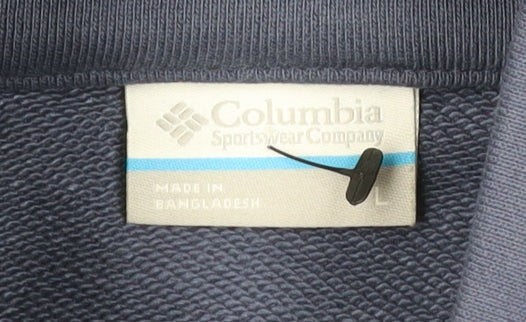 Columbia
Sportswear Company
MADE IN
BANGLADESH
L